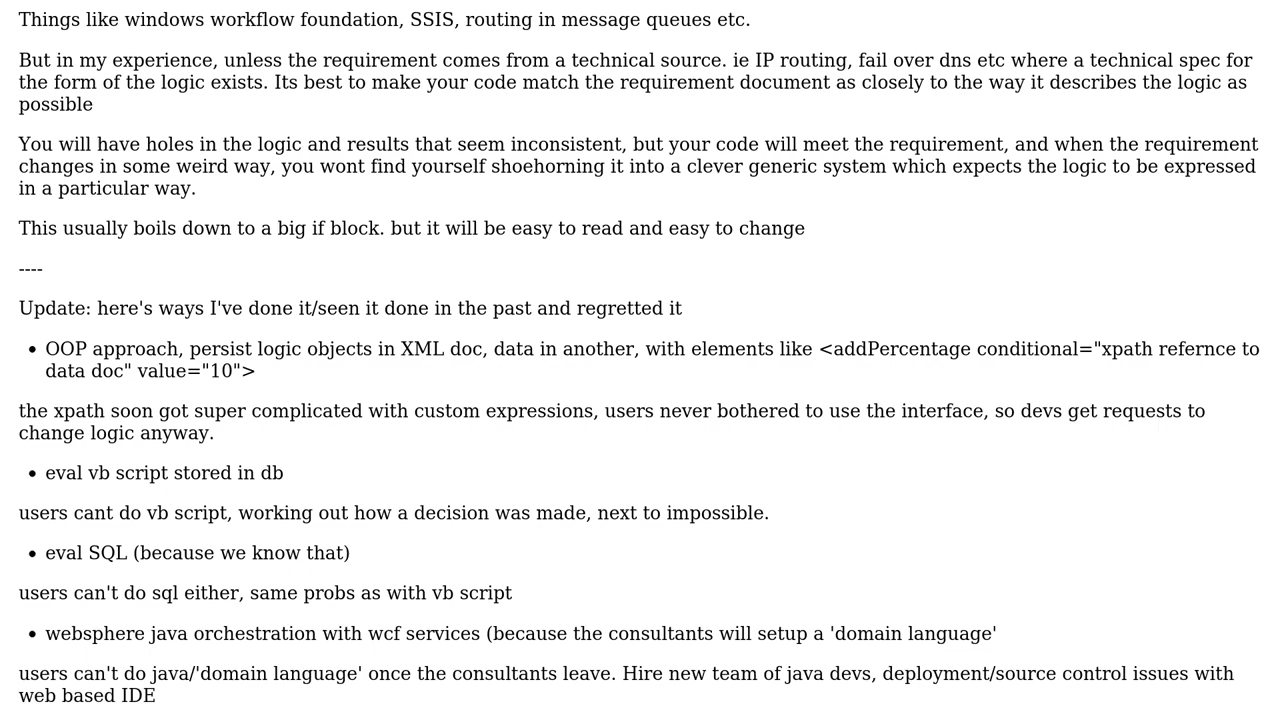 Things like windows workflow foundation, SSIS, routing in message queues etc.
But in my experience, unless the requirement comes from a technical source. ie IP routing, fail over dns etc where a technical spec for
the form of the logic exists. Its best to make your code match the requirement document as closely to the way it describes the logic as
possible
You will have holes in the logic and results that seem inconsistent, but your code will meet the requirement, and when the requirement
changes in some weird way, you wont find yourself shoehorning it into a clever generic system which expects the logic to be expressed
in a particular way.
This usually boils down to a big if block. but it will be easy to read and easy to change
----
Update: here's ways I've done it/seen it done in the past and regretted it
• OOP approach, persist logic objects in XML doc, data in another, with elements like <addPercentage conditional="xpath refernce to
data doc" value="10">
the xpath soon got super complicated with custom expressions, users never bothered to use the interface, so devs get requests to
change logic anyway.
• eval vb script stored in db
users cant do vb script, working out how a decision was made, next to impossible.
• eval SQL (because we know that)
users can't do sql either, same probs as with vb script
• websphere java orchestration with wcf services (because the consultants will setup a 'domain language'
users can't do java/'domain language' once the consultants leave. Hire new team of java devs, deployment/source control issues with
web based IDE